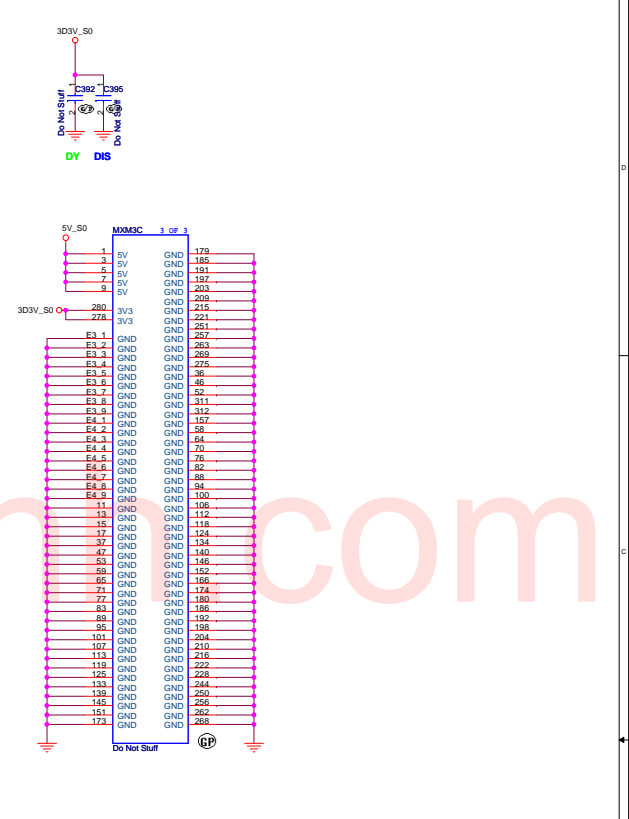 3D3V_S0
1 C392 1 C395
2 2
Do Not Stuff Do Not Stuff
DY DIS
D
5V_S0
MXM3C 3 OF 3
1 5V GND 179
3 5V GND 185
5 5V GND 191
7 5V GND 197
9 5V GND 203
GND 209
3D3V_S0 280 3V3 GND 215
278 3V3 GND 221
GND 251
E3_1 GND GND 257
E3_2 GND GND 263
E3_3 GND GND 269
E3_4 GND GND 275
E3_5 GND GND 36
E3_6 GND GND 46
E3_7 GND GND 52
E3_8 GND GND 311
E3_9 GND GND 312
E4_1 GND GND 157
E4_2 GND GND 58
E4_3 GND GND 64
E4_4 GND GND 70
E4_5 GND GND 76
E4_6 GND GND 82
E4_7 GND GND 88
E4_8 GND GND 94
E4_9 GND GND 100
11 GND GND 106
13 GND GND 112
15 GND GND 118
17 GND GND 124
37 GND GND 134
47 GND GND 140
53 GND GND 146
59 GND GND 152
65 GND GND 166
71 GND GND 174
77 GND GND 180
83 GND GND 186
89 GND GND 192
95 GND GND 198
101 GND GND 204
107 GND GND 210
113 GND GND 216
119 GND GND 222
125 GND GND 228
133 GND GND 244
139 GND GND 250
145 GND GND 256
151 GND GND 262
173 GND GND 268
Do Not Stuff GP
C
.com